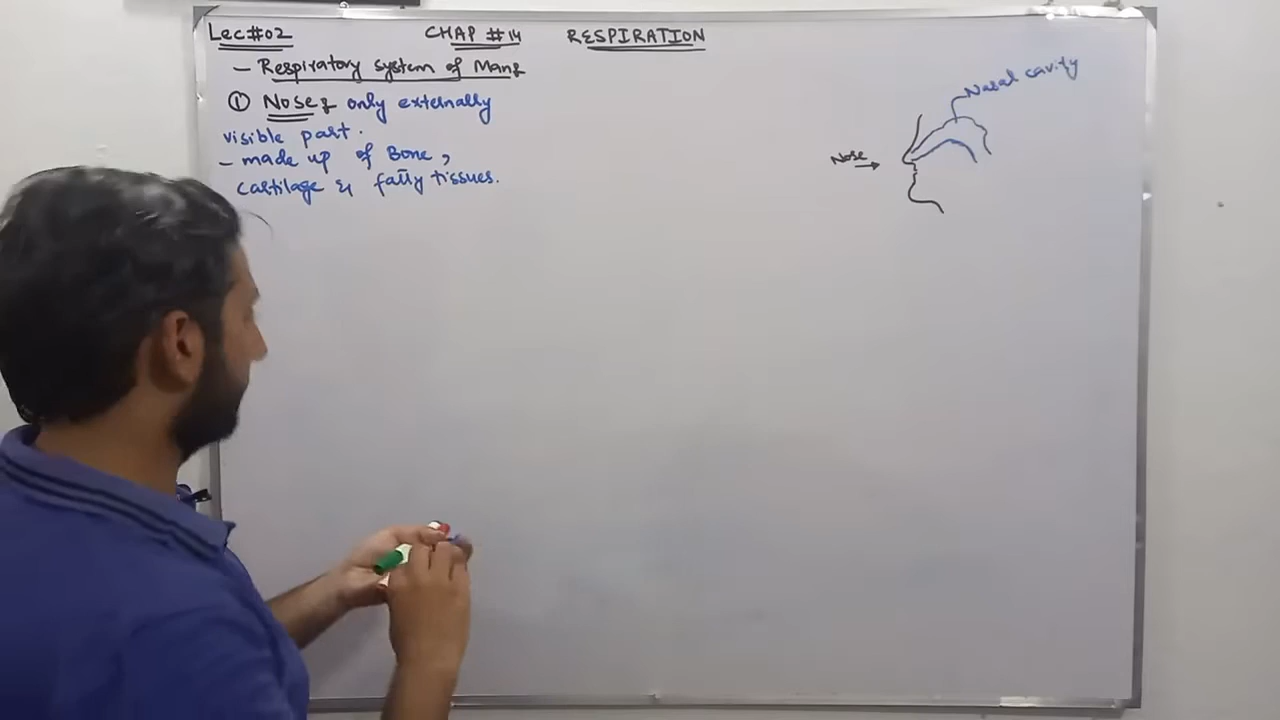 Lec#02 CHAP #14 RESPIRATION
- Respiratory system of Man:
① Nose: only externally
visible part.
- made up of Bone,
cartilage & fatty tissues.
Nasal cavity
Nose